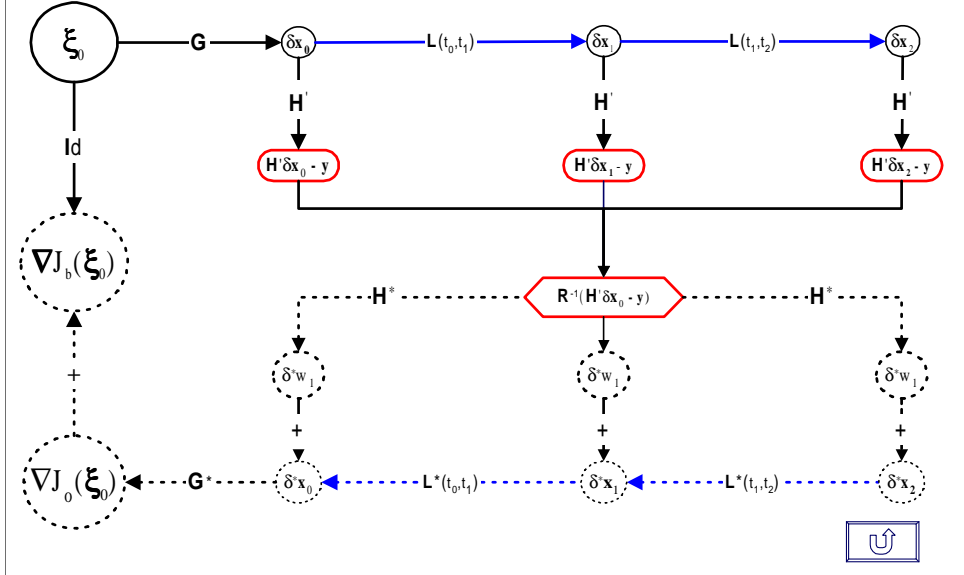 ξ₀ G δx₀ L(t₀,t₁) δx₁ L(t₁,t₂) δx₂
H' H' H'
Id
H'δx₀ - y H'δx₁ - y H'δx₂ - y
∇J_b(ξ₀)
H* R⁻¹(H'δx₀ - y) H*
δ*w₁ δ*w₁ δ*w₁
+
+ + +
∇J₀(ξ₀) G* δ*x₀ L*(t₀,t₁) δ*x₁ L*(t₁,t₂) δ*x₂